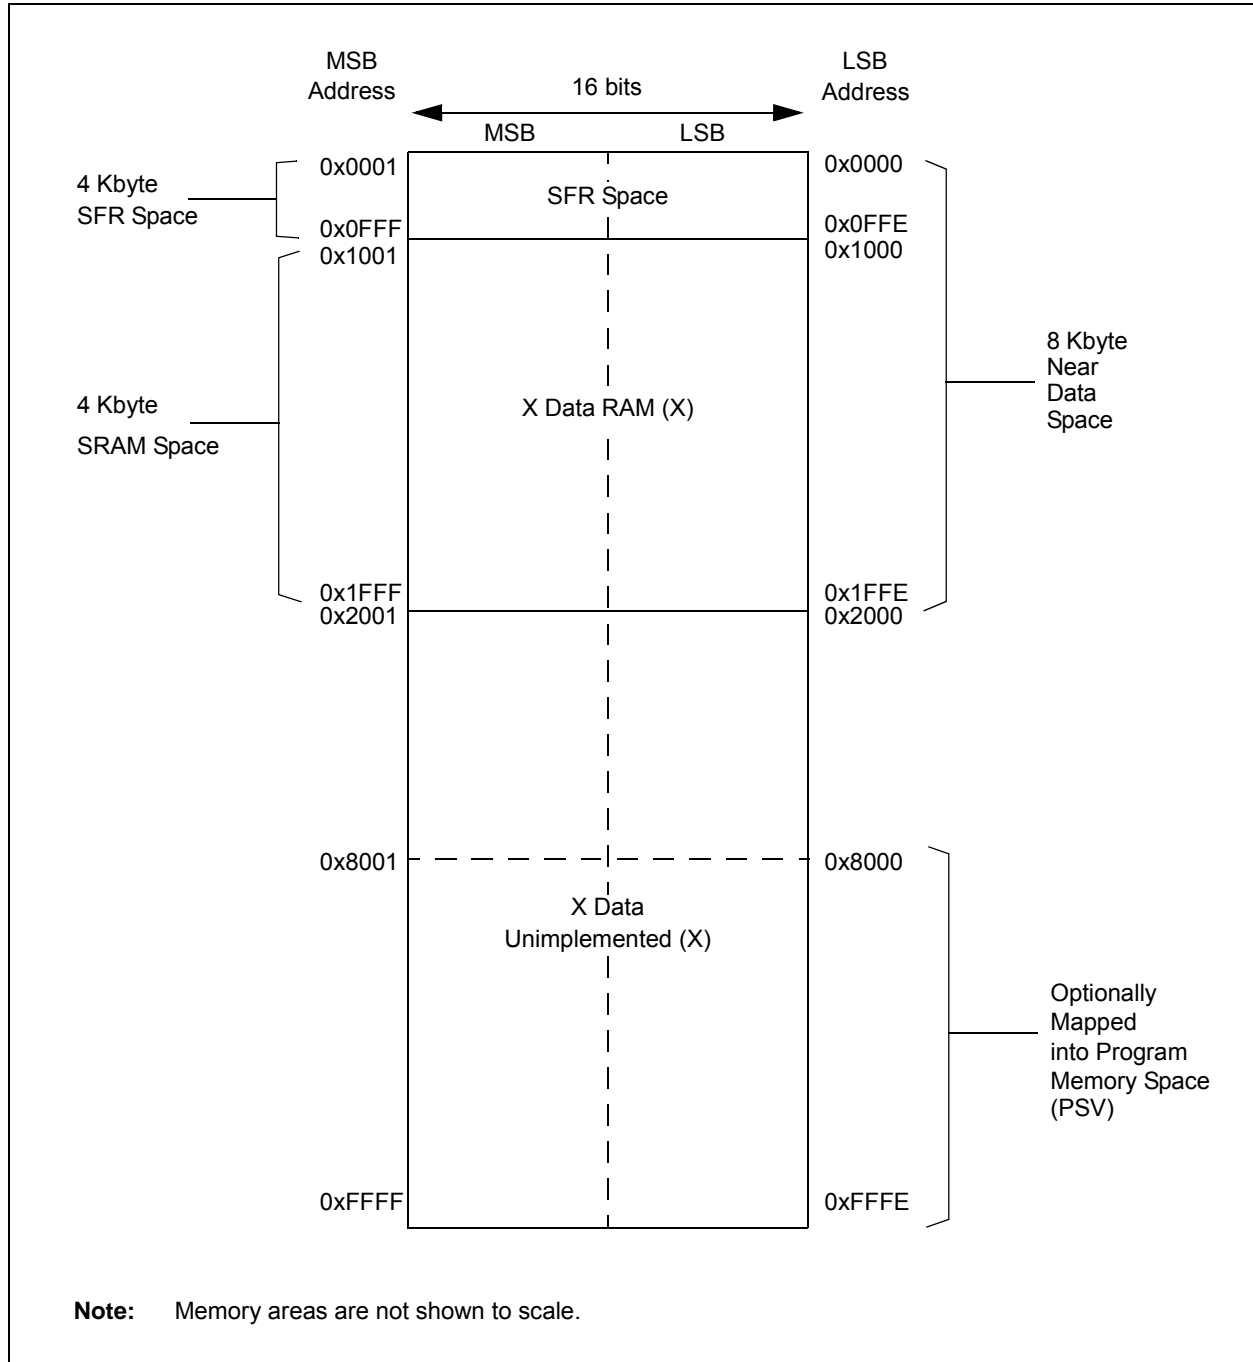 MSB
Address
16 bits
LSB
Address
MSB
LSB
0x0001
0x0000
4 Kbyte
SFR Space
SFR Space
0x0FFF
0x0FFE
0x1001
0x1000
8 Kbyte
Near
Data
Space
4 Kbyte
SRAM Space
X Data RAM (X)
0x1FFF
0x1FFE
0x2001
0x2000
0x8001
0x8000
X Data
Unimplemented (X)
Optionally
Mapped
into Program
Memory Space
(PSV)
0xFFFF
0xFFFE
Note: Memory areas are not shown to scale.